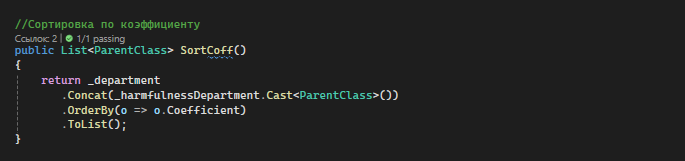 //Сортировка по коэффициенту
Ссылок: 2 | 1/1 passing
public List<ParentClass> SortCoff()
{
return _department
.Concat(_harmfulnessDepartment.Cast<ParentClass>())
.OrderBy(o => o.Coefficient)
.ToList();
}